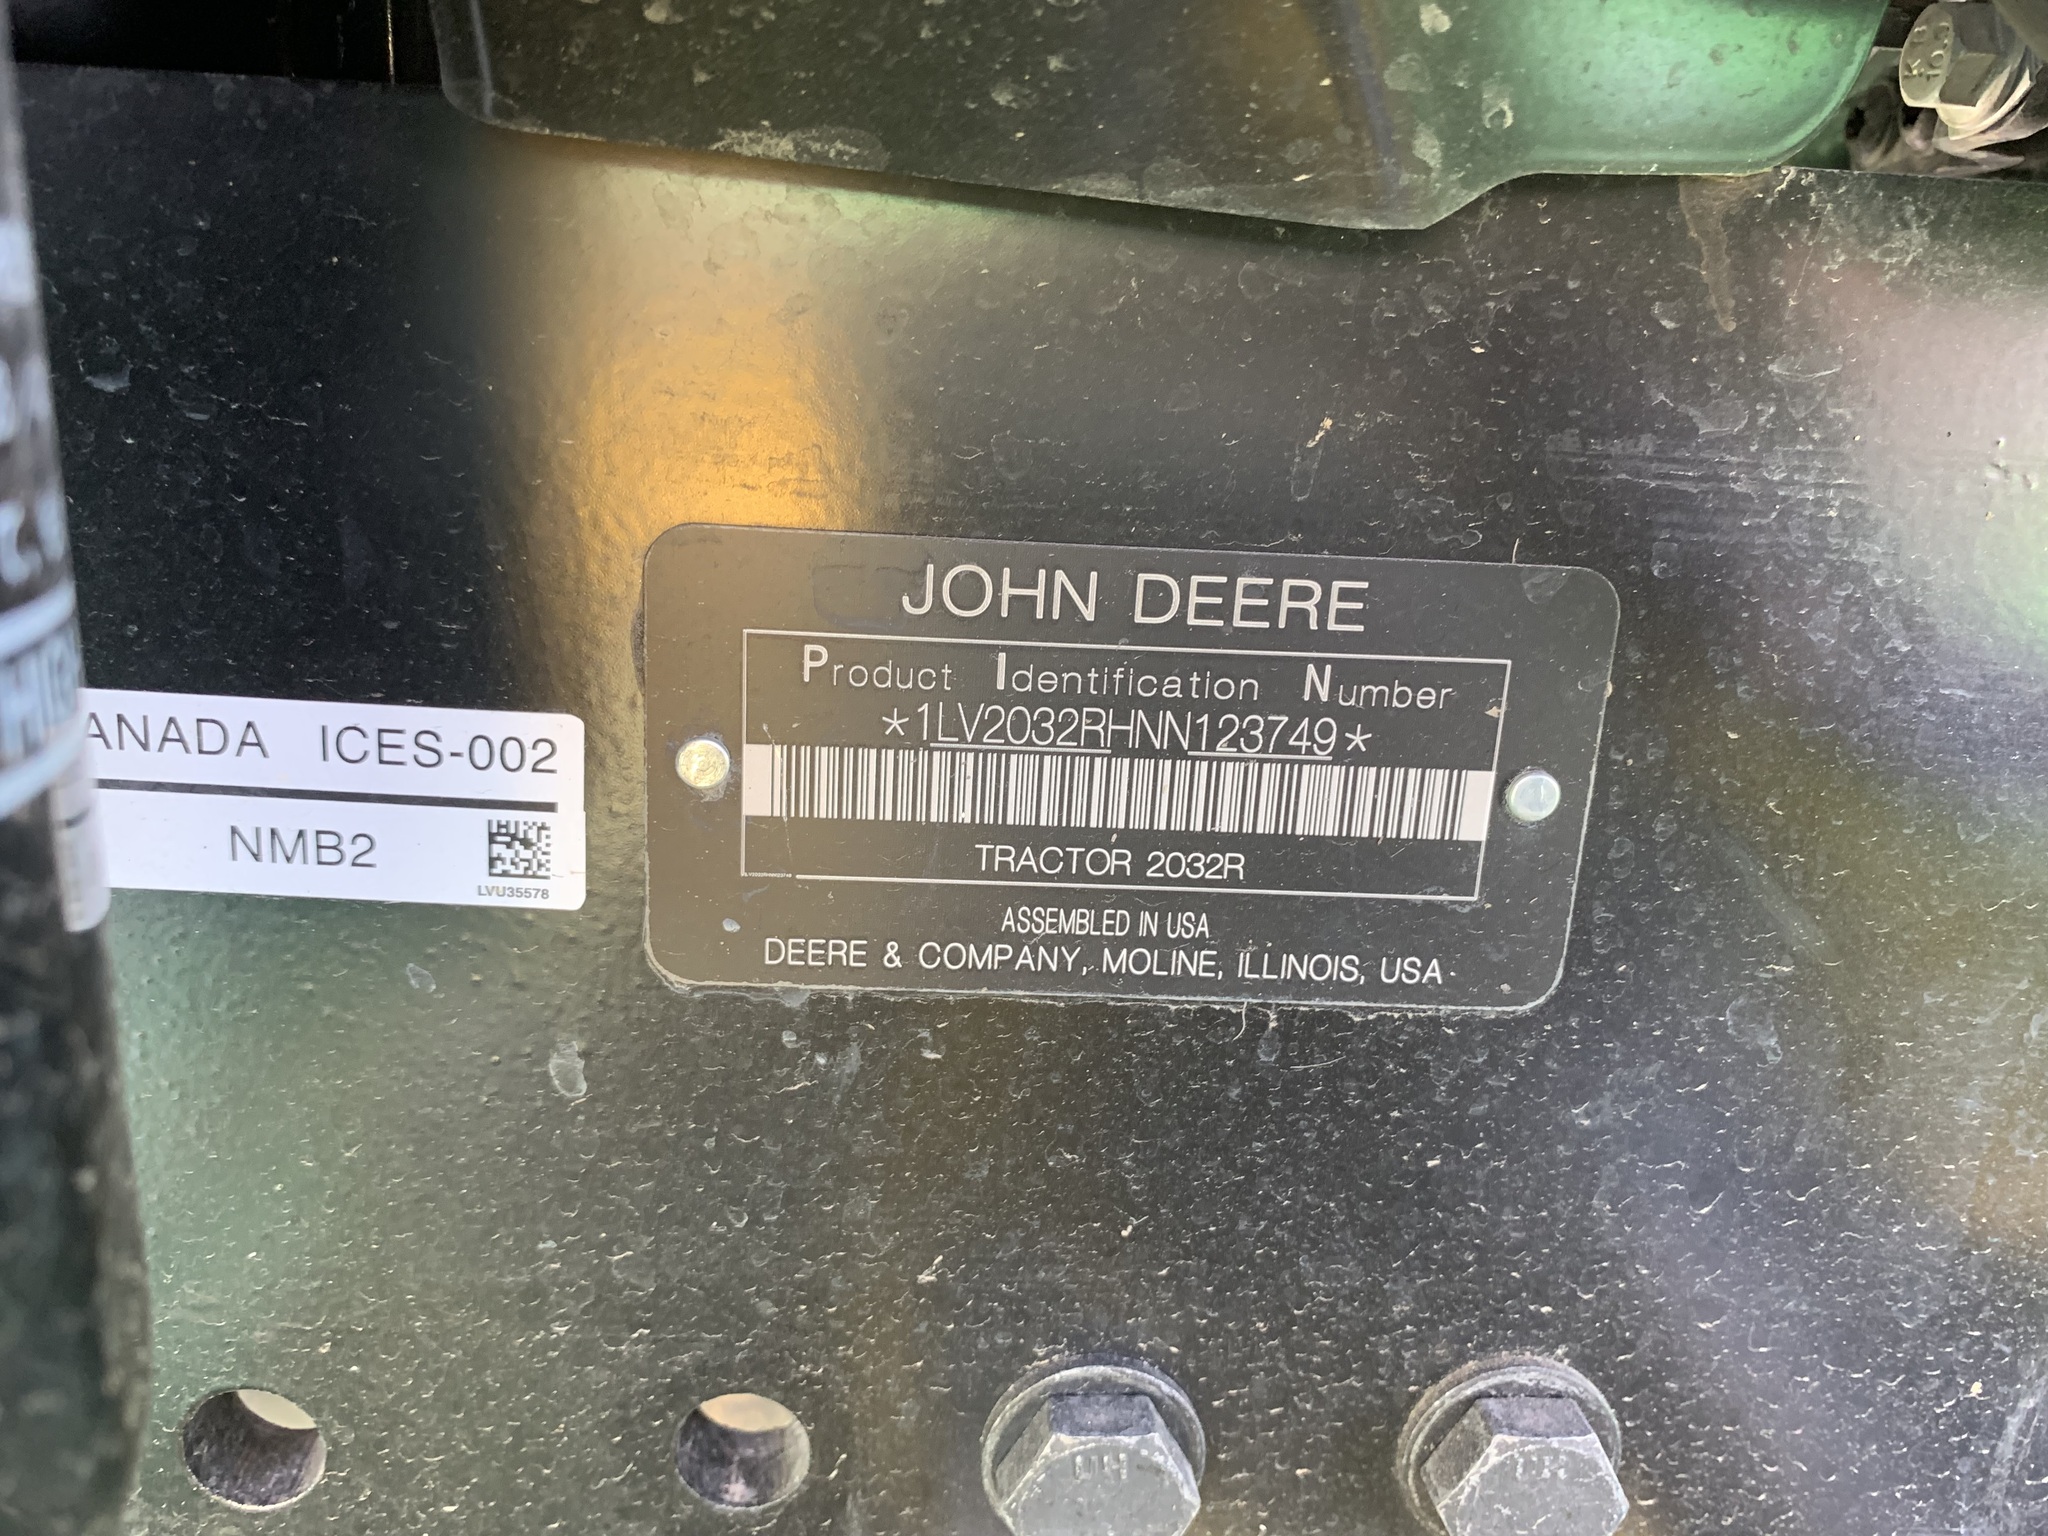 JOHN DEERE
Product Identification Number
*1LV2032RHNN123749*
TRACTOR 2032R
ASSEMBLED IN USA
DEERE & COMPANY, MOLINE, ILLINOIS, USA
ANADA ICES-002
NMB2
LVU35578